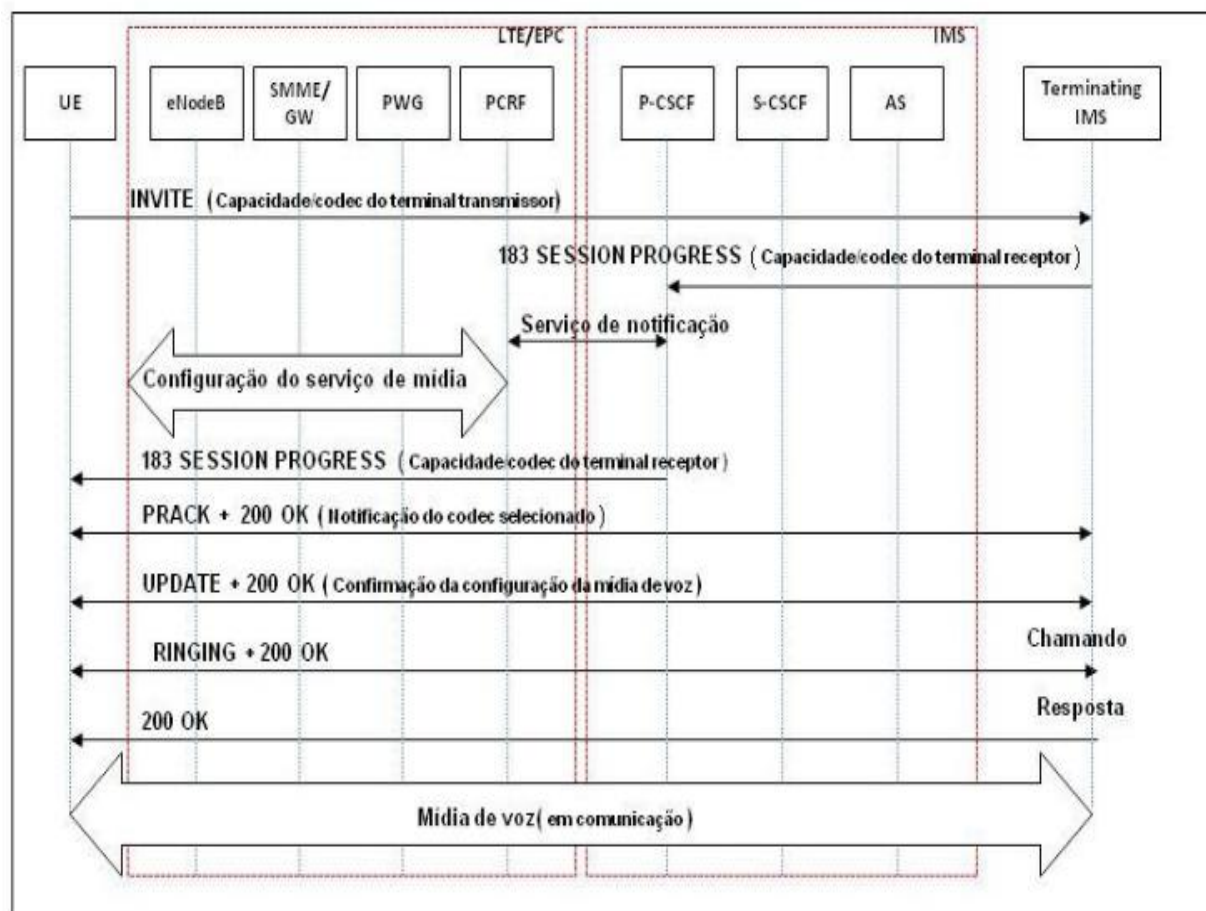 LTE/EPC
IMS
UE
eNodeB
SMME/
GW
PWG
PCRF
P-CSCF
S-CSCF
AS
Terminating
IMS
INVITE (Capacidade/codec do terminal transmissor)
183 SESSION PROGRESS (Capacidade/codec do terminal receptor)
Serviço de notificação
Configuração do serviço de mídia
183 SESSION PROGRESS (Capacidade/codec do terminal receptor)
PRACK + 200 OK (Notificação do codec selecionado)
UPDATE + 200 OK (Confirmação da configuração da mídia de voz)
Chamando
RINGING + 200 OK
Resposta
200 OK
Mídia de voz( em comunicação)